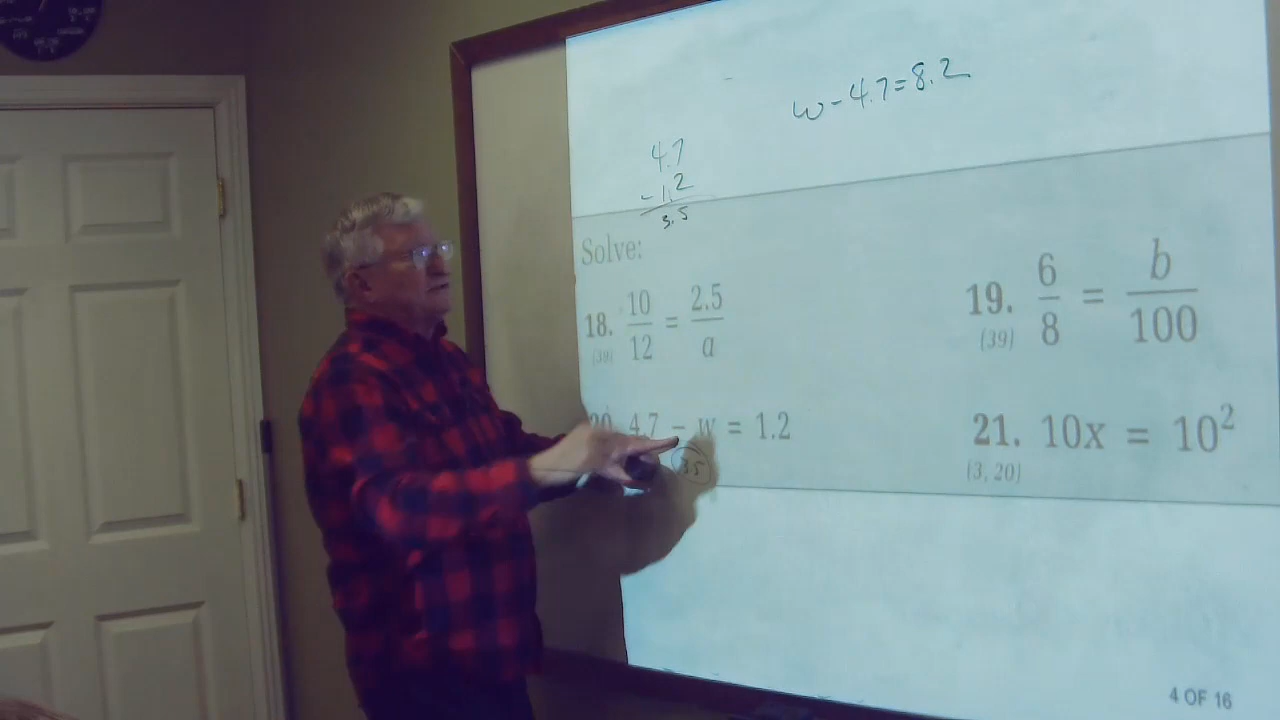 w - 4.7 = 8.2
4.7
- 1.2
3.5
Solve:
18. 10/12 = 2.5/a
(39)
19. 6/8 = b/100
(39)
20. 4.7 - w = 1.2
3.5
21. 10x = 10²
(3, 20)
4 OF 16